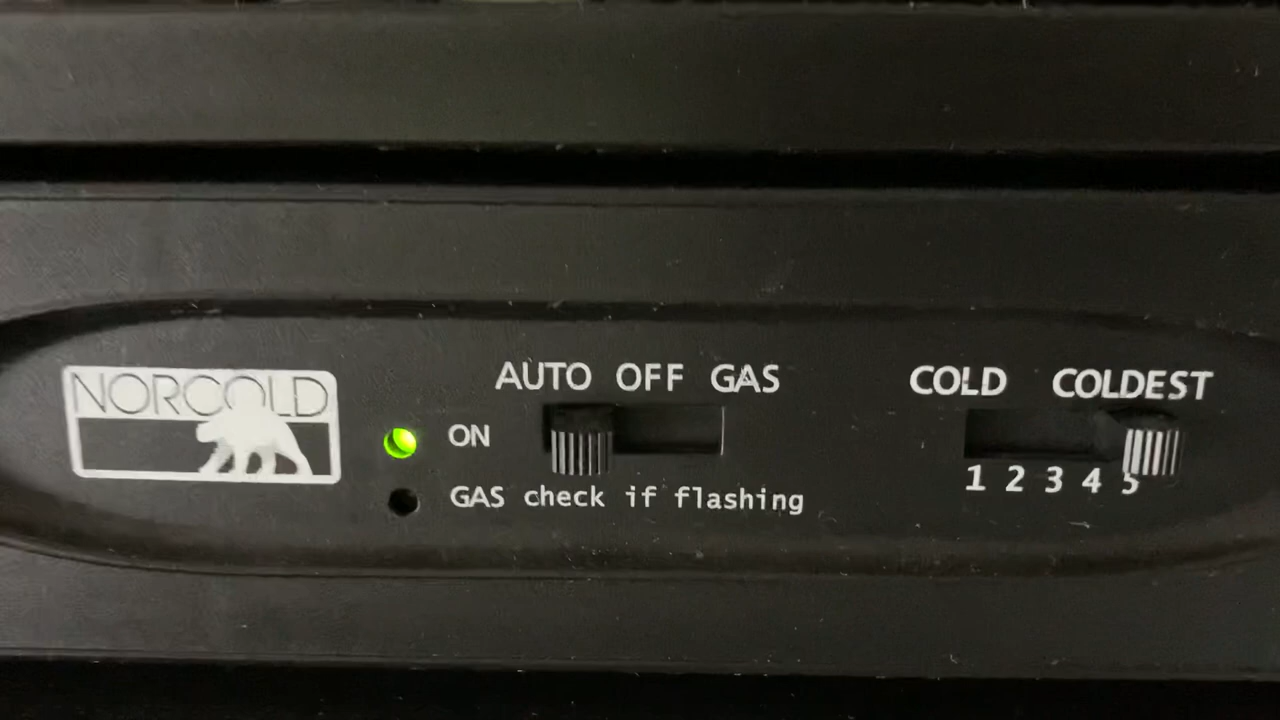 NORCOLD
AUTO OFF GAS
COLD COLDEST
ON
1 2 3 4 5
GAS check if flashing